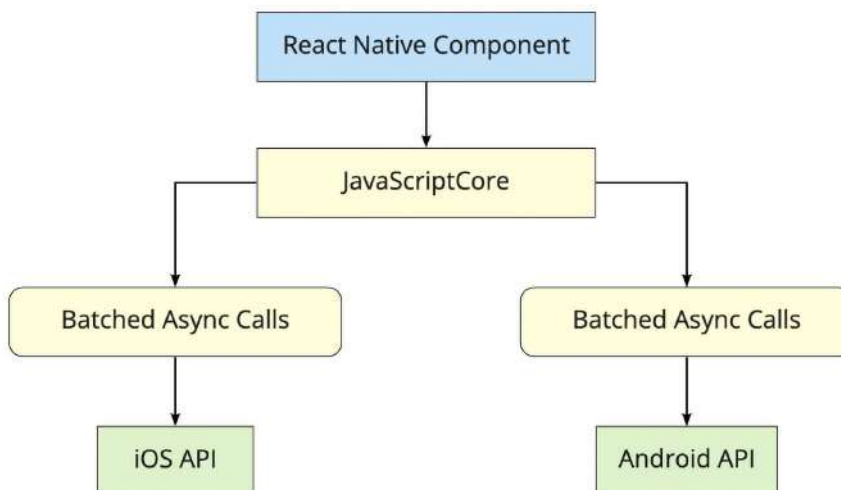 React Native Component
JavaScriptCore
Batched Async Calls
Batched Async Calls
iOS API
Android API